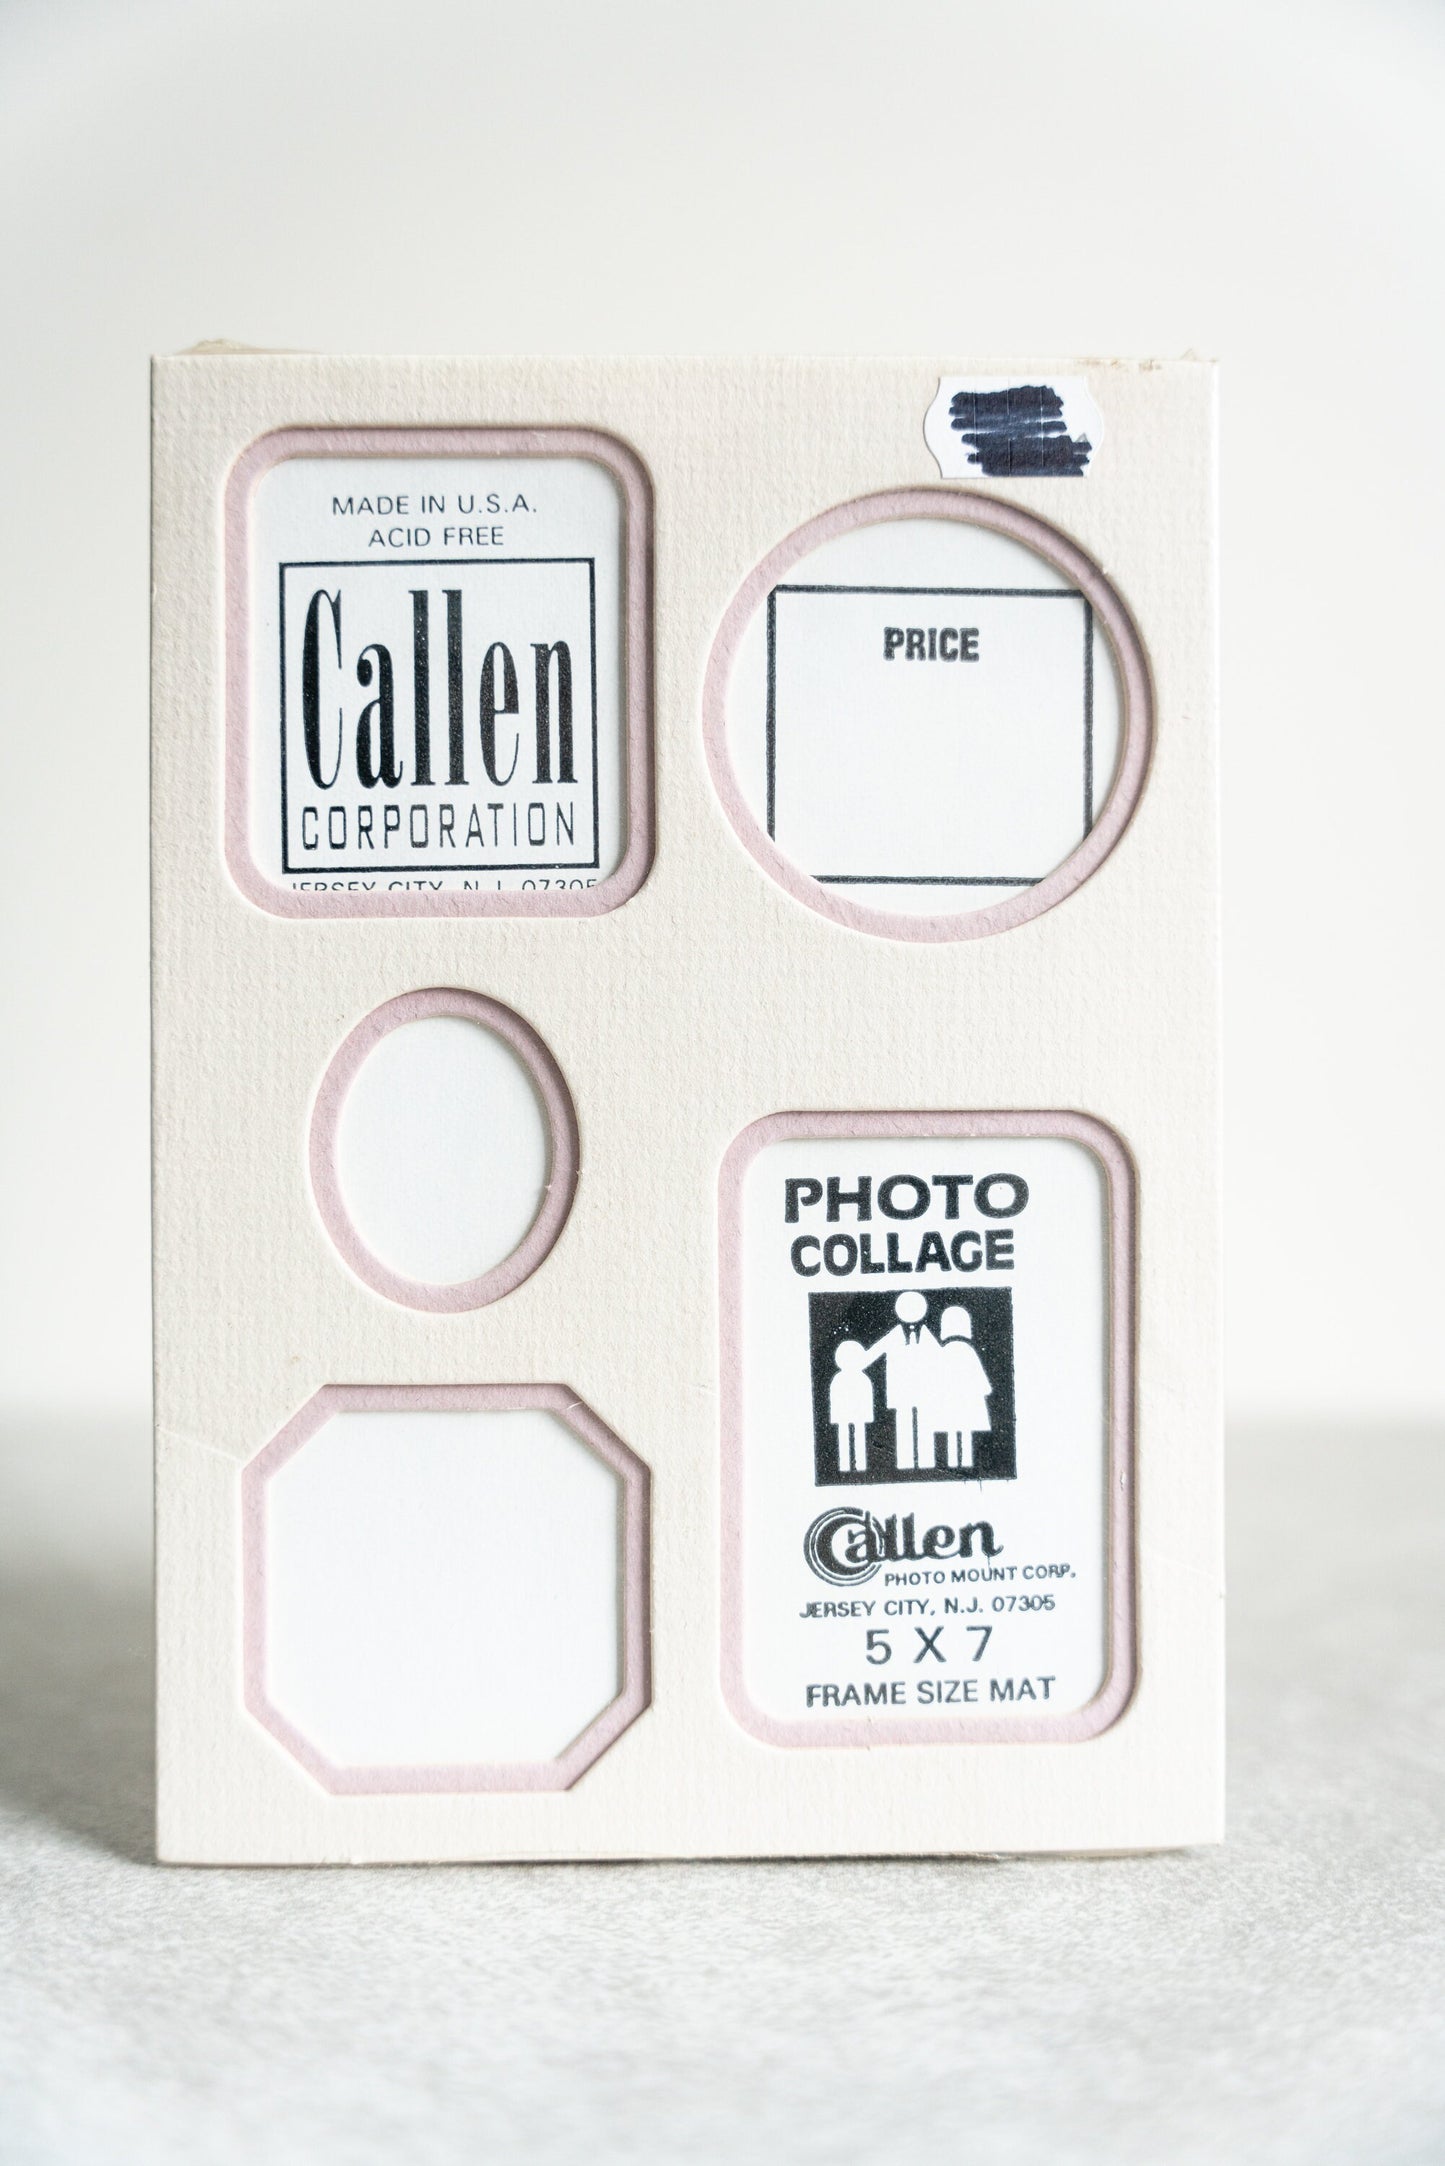 MADE IN U.S.A.
ACID FREE
Callen
CORPORATION
JERSEY CITY, N.J. 07305
PRICE
PHOTO
COLLAGE
Callen
PHOTO MOUNT CORP.
JERSEY CITY, N.J. 07305
5 X 7
FRAME SIZE MAT